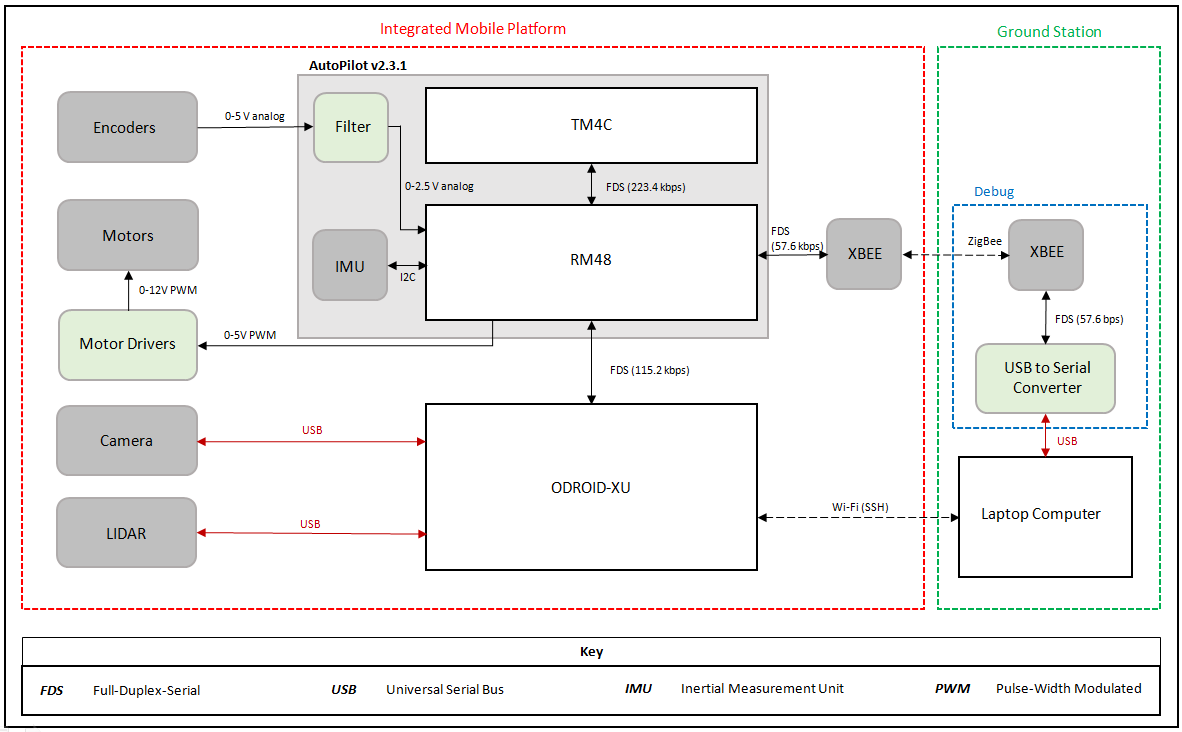 Integrated Mobile Platform
Ground Station
AutoPilot v2.3.1
Encoders
0-5 V analog
Filter
TM4C
0-2.5 V analog
FDS (223.4 kbps)
Debug
Motors
IMU
I2C
RM48
FDS
(57.6 kbps)
XBEE
ZigBee
XBEE
0-12V PWM
Motor Drivers
0-5V PWM
FDS (57.6 bps)
FDS (115.2 kbps)
USB to Serial
Converter
Camera
USB
USB
ODROID-XU
LIDAR
USB
Wi-Fi (SSH)
Laptop Computer
Key
FDS Full-Duplex-Serial USB Universal Serial Bus IMU Inertial Measurement Unit PWM Pulse-Width Modulated